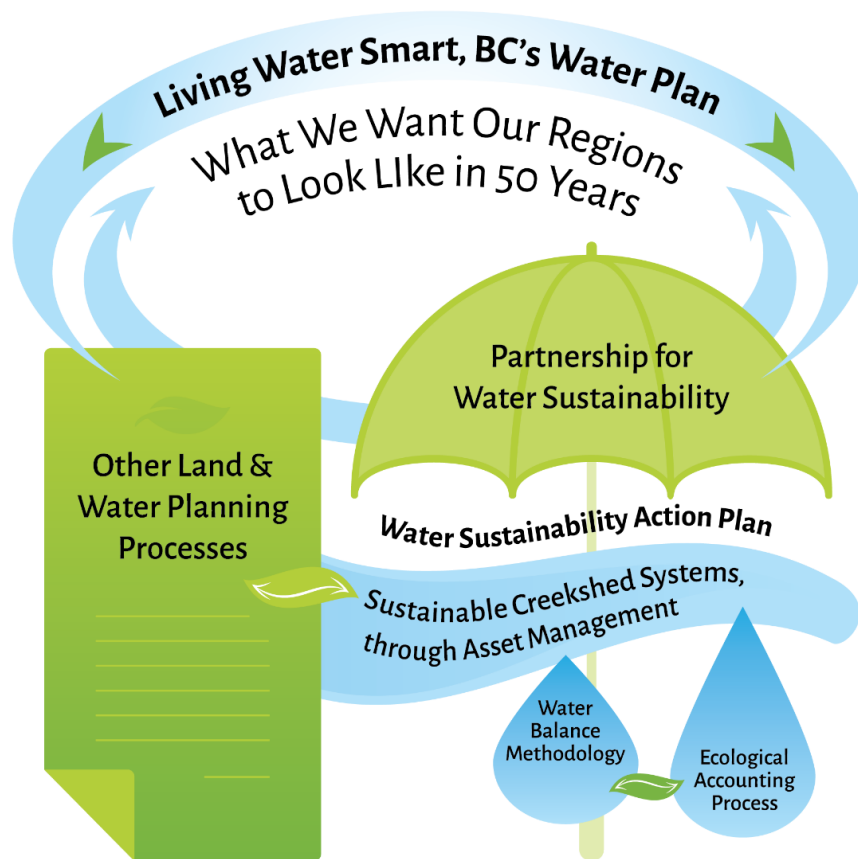 Living Water Smart, BC's Water Plan
What We Want Our Regions
to Look LIke in 50 Years
Other Land &
Water Planning
Processes
Partnership for
Water Sustainability
Water Sustainability Action Plan
Sustainable Creekshed Systems,
through Asset Management
Water
Balance
Methodology
Ecological
Accounting
Process